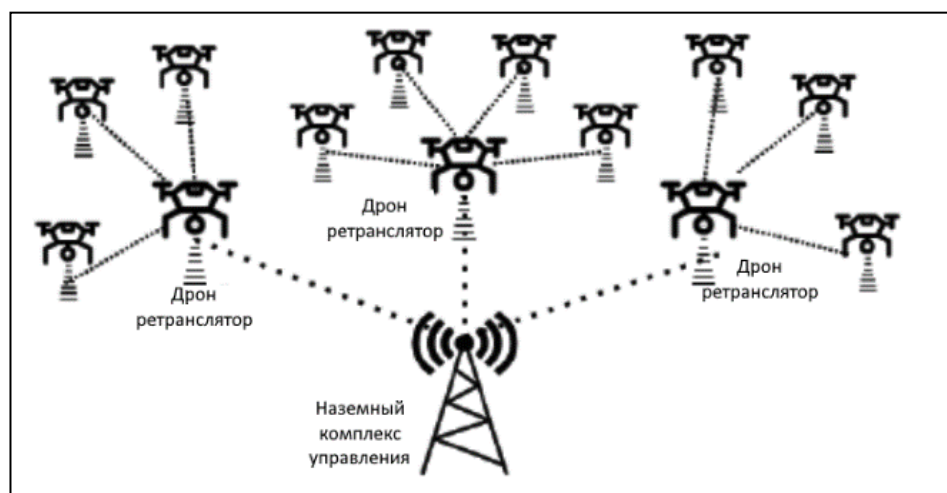 Дрон
ретранслятор
Дрон
ретранслятор
Дрон
ретранслятор
Наземный
комплекс
управления